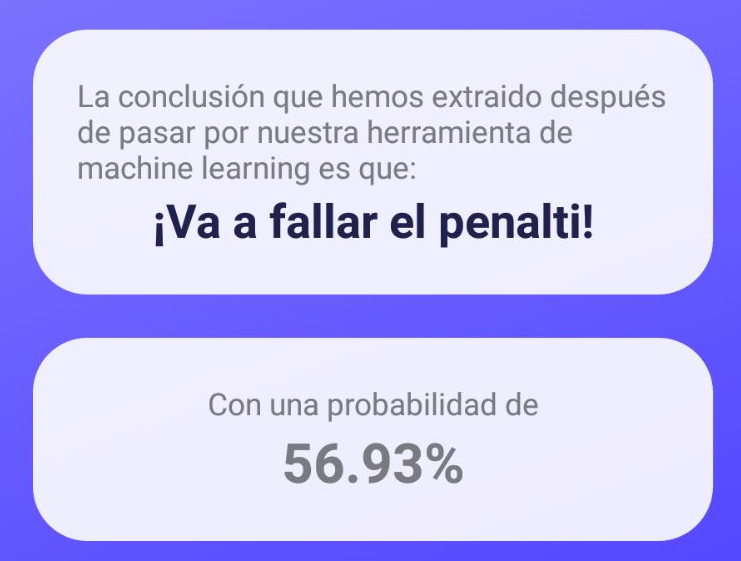 La conclusión que hemos extraido después
de pasar por nuestra herramienta de
machine learning es que:
¡Va a fallar el penalti!
Con una probabilidad de
56.93%